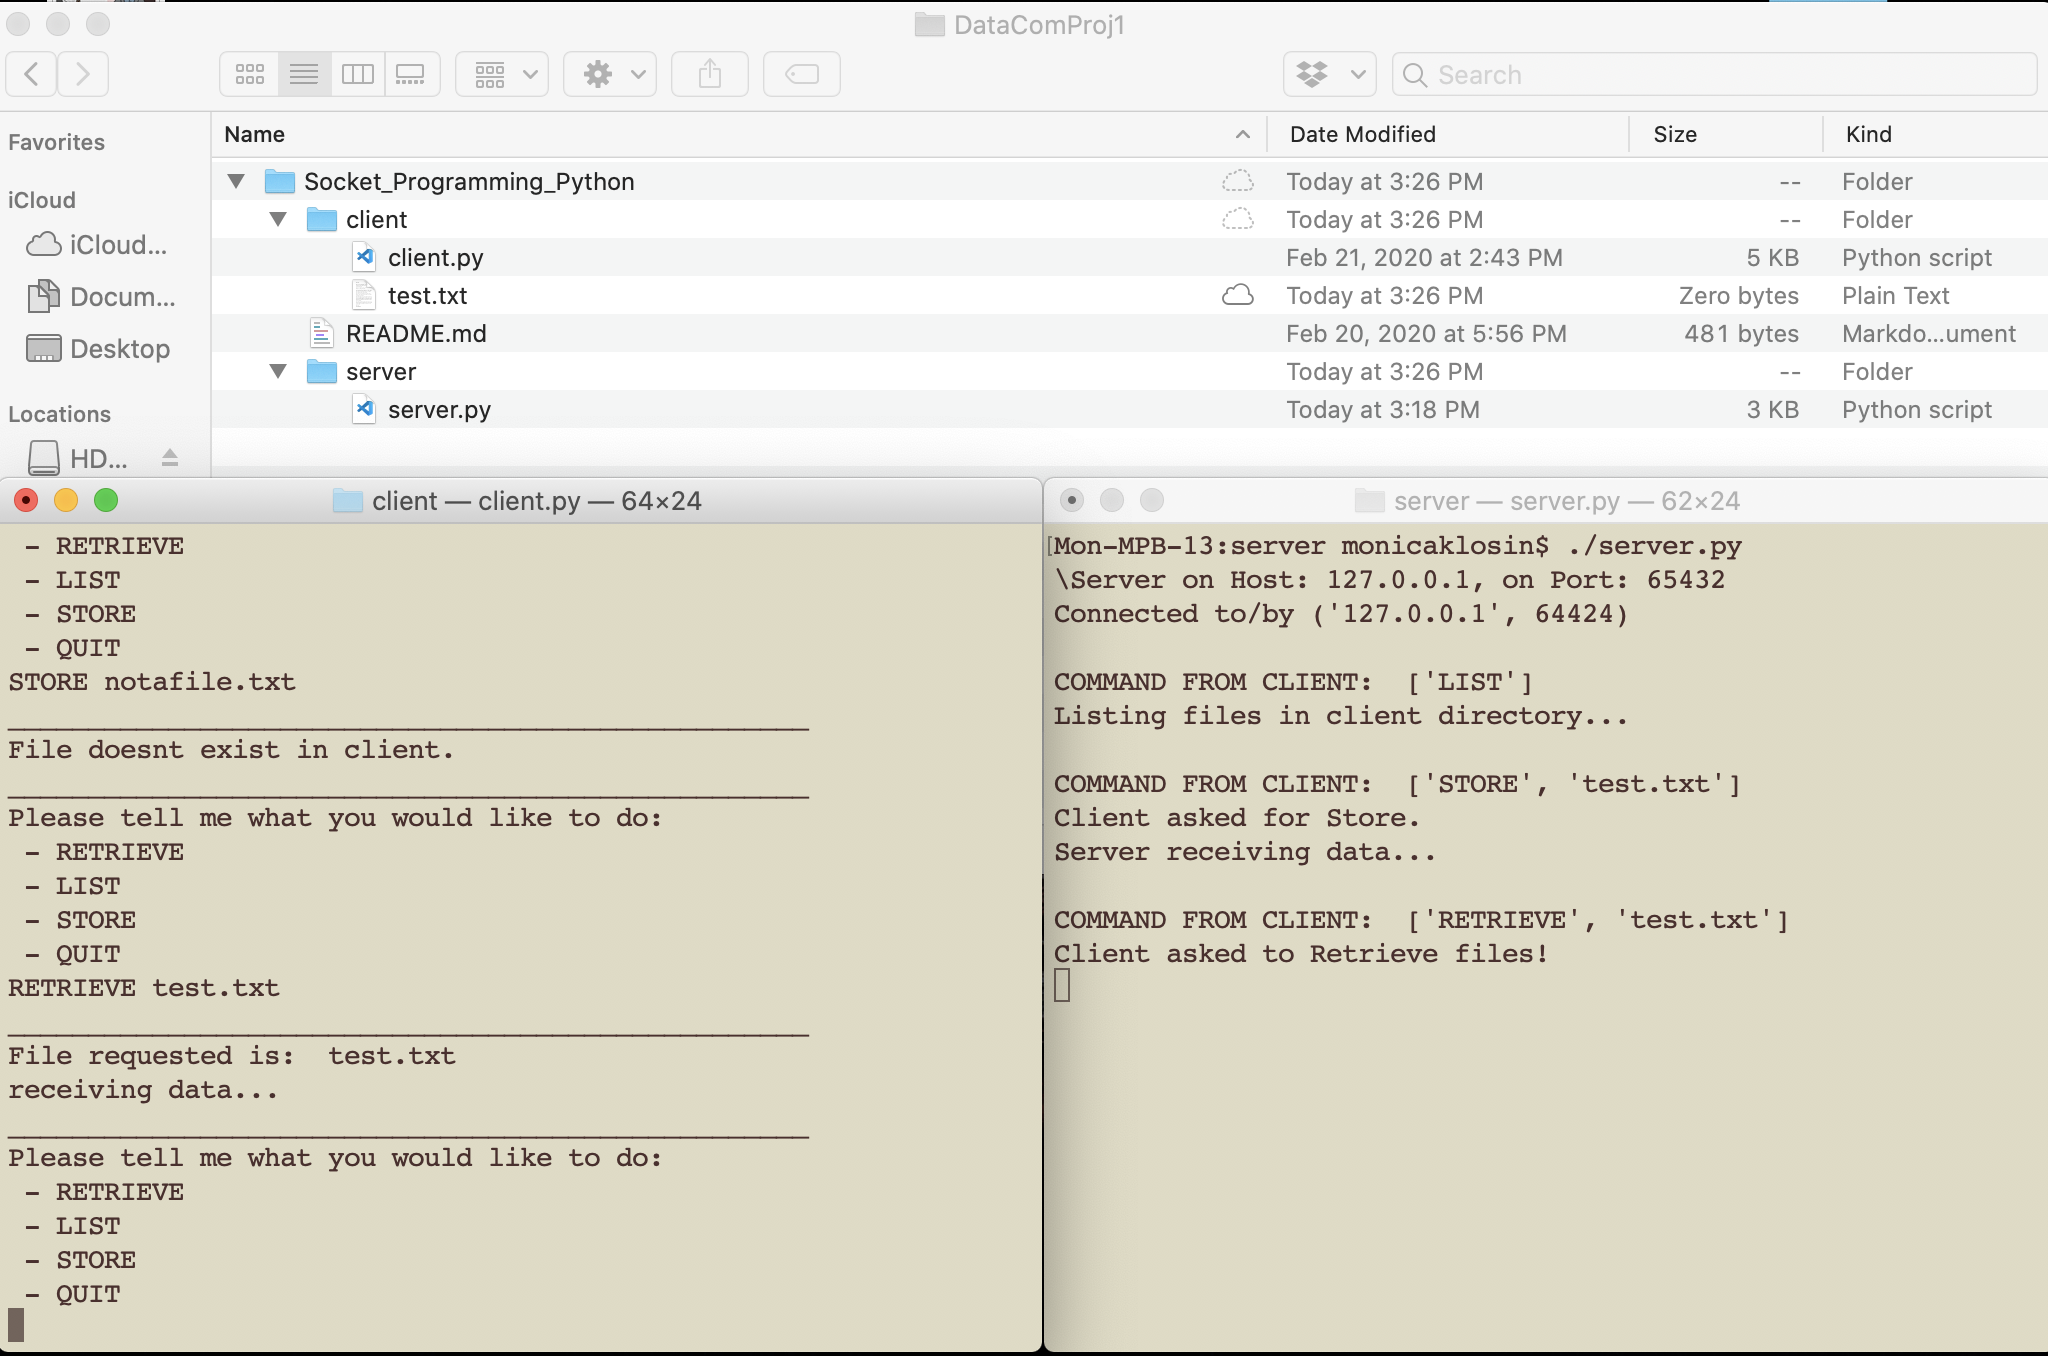 DataComProj1
Search
Favorites
iCloud
iCloud...
Docum...
Desktop
Locations
HD...
Name Date Modified Size Kind
Socket_Programming_Python Today at 3:26 PM -- Folder
client Today at 3:26 PM -- Folder
client.py Feb 21, 2020 at 2:43 PM 5 KB Python script
test.txt Today at 3:26 PM Zero bytes Plain Text
README.md Feb 20, 2020 at 5:56 PM 481 bytes Markdo...ument
server Today at 3:26 PM -- Folder
server.py Today at 3:18 PM 3 KB Python script
client — client.py — 64×24
- RETRIEVE
- LIST
- STORE
- QUIT
STORE notafile.txt
__________________________________________________
File doesnt exist in client.
__________________________________________________
Please tell me what you would like to do:
- RETRIEVE
- LIST
- STORE
- QUIT
RETRIEVE test.txt
__________________________________________________
File requested is:  test.txt
receiving data...
__________________________________________________
Please tell me what you would like to do:
- RETRIEVE
- LIST
- STORE
- QUIT
server — server.py — 62×24
[Mon-MPB-13:server monicaklosin$ ./server.py
\Server on Host: 127.0.0.1, on Port: 65432
Connected to/by ('127.0.0.1', 64424)
COMMAND FROM CLIENT:  ['LIST']
Listing files in client directory...
COMMAND FROM CLIENT:  ['STORE', 'test.txt']
Client asked for Store.
Server receiving data...
COMMAND FROM CLIENT:  ['RETRIEVE', 'test.txt']
Client asked to Retrieve files!